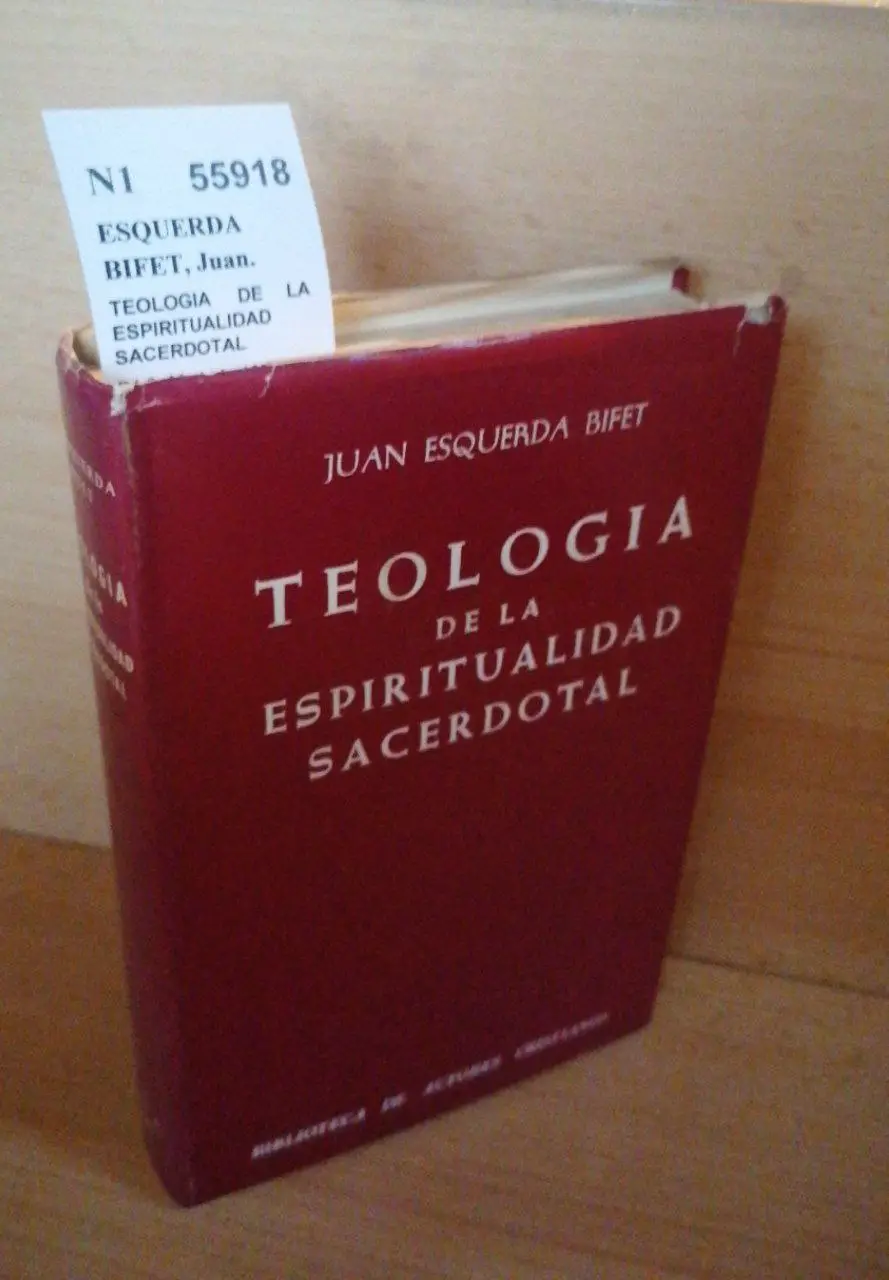 N1 55918
ESQUERDA
BIFET, Juan.
TEOLOGIA DE LA
ESPIRITUALIDAD
SACERDOTAL
JUAN ESQUERDA BIFET
TEOLOGIA
DE LA
ESPIRITUALIDAD
SACERDOTAL
BIBLIOTECA DE AUTORES CRISTIANOS